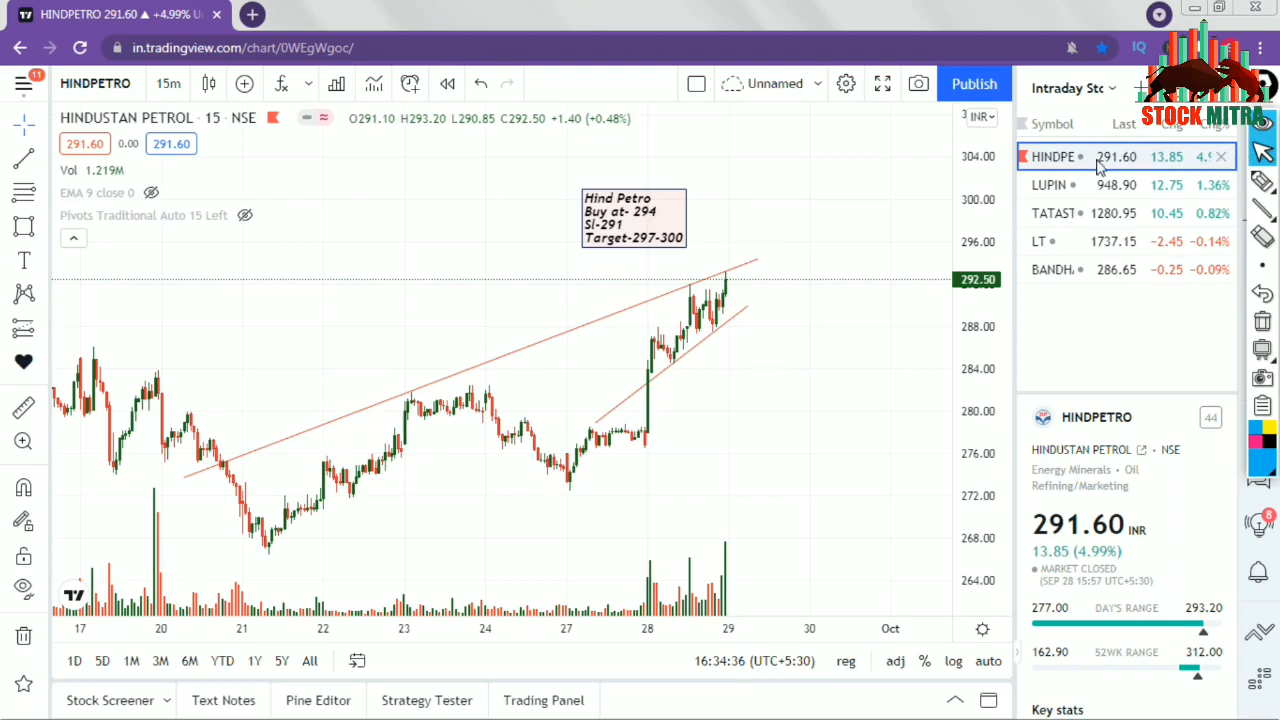 HINDPETRO 291.60 ▲ +4.99%
in.tradingview.com/chart/0WEgWgoc/
IQ
11
HINDPETRO
15m
Unnamed
Publish
Intraday Stc
STOCK MITRA
HINDUSTAN PETROL · 15 · NSE
O291.10 H293.20 L290.85 C292.50 +1.40 (+0.48%)
INR
291.60 0.00 291.60
Vol 1.219M
EMA 9 close 0
Pivots Traditional Auto 15 Left
Hind Petro
Buy at- 294
Sl-291
Target-297-300
304.00
300.00
296.00
292.50
288.00
284.00
280.00
276.00
272.00
268.00
264.00
17 20 21 22 23 24 27 28 29 30 Oct
1D 5D 1M 3M 6M YTD 1Y 5Y All
16:34:36 (UTC+5:30) reg adj % log auto
Stock Screener Text Notes Pine Editor Strategy Tester Trading Panel
Symbol Last Chg Chg%
HINDPE 291.60 13.85
LUPIN 948.90 12.75 1.36%
TATAST 1280.95 10.45 0.82%
LT 1737.15 −2.45 −0.14%
BANDH 286.65 −0.25 −0.09%
HINDPETRO 44
HINDUSTAN PETROL · NSE
Energy Minerals • Oil
Refining/Marketing
291.60 INR
13.85 (4.99%)
MARKET CLOSED
(SEP 28 15:57 UTC+5:30)
277.00 DAY'S RANGE 293.20
162.90 52WK RANGE 312.00
Key stats
8